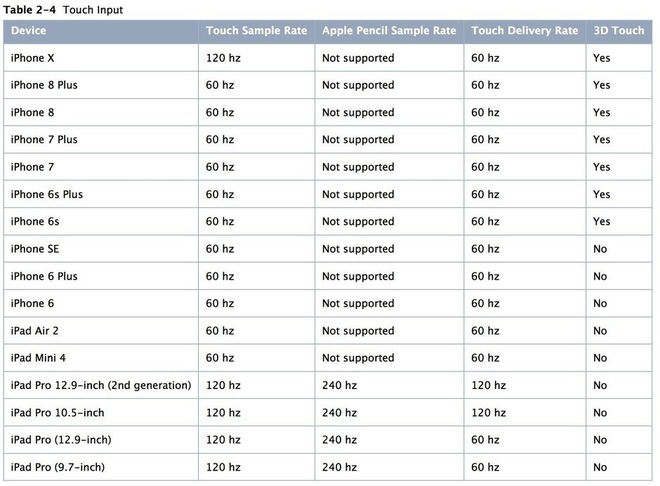 Table 2-4 Touch Input
Device Touch Sample Rate Apple Pencil Sample Rate Touch Delivery Rate 3D Touch
iPhone X 120 hz Not supported 60 hz Yes
iPhone 8 Plus 60 hz Not supported 60 hz Yes
iPhone 8 60 hz Not supported 60 hz Yes
iPhone 7 Plus 60 hz Not supported 60 hz Yes
iPhone 7 60 hz Not supported 60 hz Yes
iPhone 6s Plus 60 hz Not supported 60 hz Yes
iPhone 6s 60 hz Not supported 60 hz Yes
iPhone SE 60 hz Not supported 60 hz No
iPhone 6 Plus 60 hz Not supported 60 hz No
iPhone 6 60 hz Not supported 60 hz No
iPad Air 2 60 hz Not supported 60 hz No
iPad Mini 4 60 hz Not supported 60 hz No
iPad Pro 12.9-inch (2nd generation) 120 hz 240 hz 120 hz No
iPad Pro 10.5-inch 120 hz 240 hz 120 hz No
iPad Pro (12.9-inch) 120 hz 240 hz 60 hz No
iPad Pro (9.7-inch) 120 hz 240 hz 60 hz No